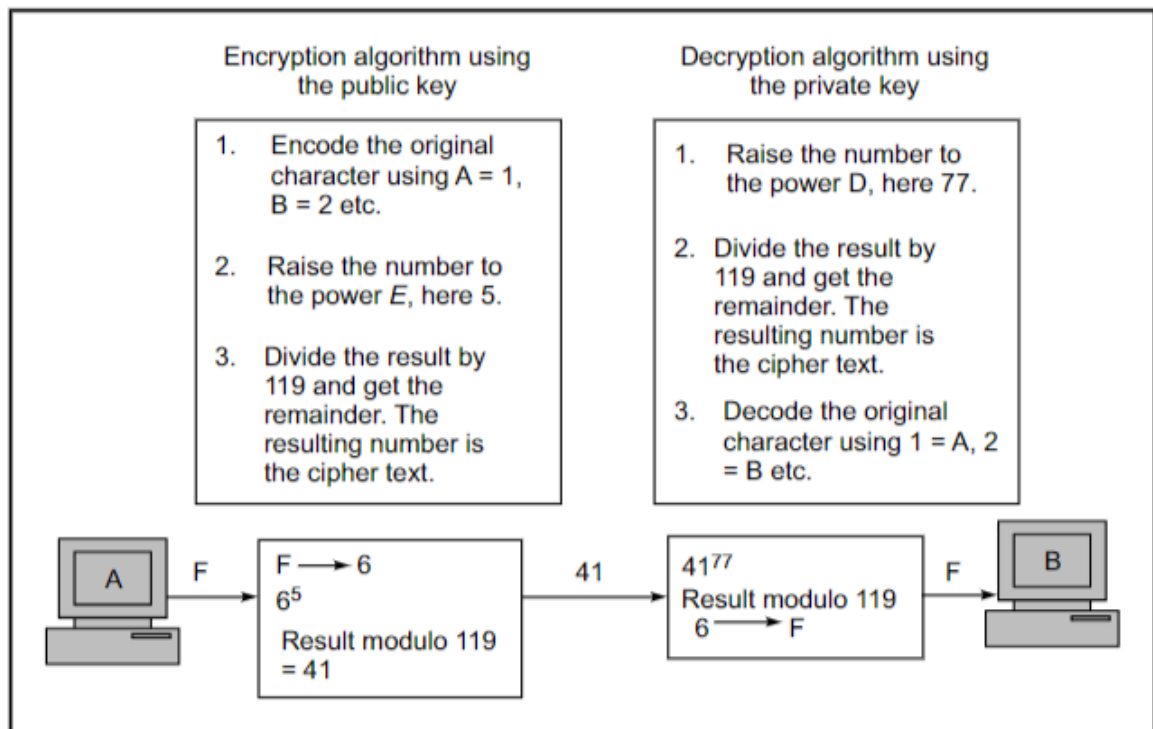 Encryption algorithm using
the public key
1. Encode the original
character using A = 1,
B = 2 etc.
2. Raise the number to
the power E, here 5.
3. Divide the result by
119 and get the
remainder. The
resulting number is
the cipher text.
Decryption algorithm using
the private key
1. Raise the number to
the power D, here 77.
2. Divide the result by
119 and get the
remainder. The
resulting number is
the cipher text.
3. Decode the original
character using 1 = A, 2
= B etc.
A
F
F → 6
6⁵
Result modulo 119
= 41
41
41⁷⁷
Result modulo 119
6 → F
F
B